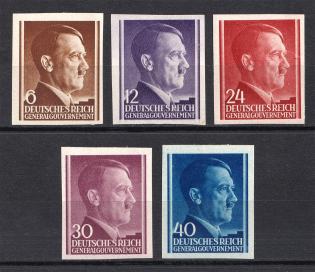 6
DEUTSCHES REICH
GENERALGOUVERNEMENT
12
DEUTSCHES REICH
GENERALGOUVERNEMENT
24
DEUTSCHES REICH
GENERALGOUVERNEMENT
30
DEUTSCHES REICH
GENERALGOUVERNEMENT
40
DEUTSCHES REICH
GENERALGOUVERNEMENT